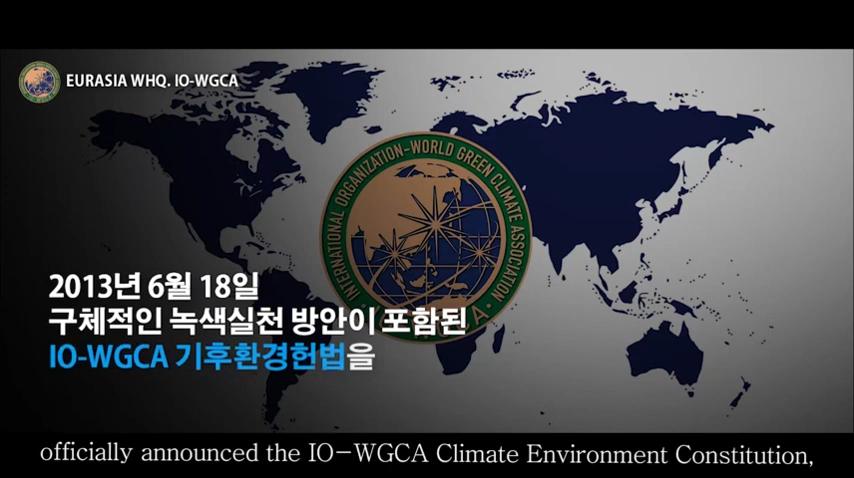 EURASIA WHQ. IO-WGCA
INTERNATIONAL ORGANIZATION-WORLD GREEN CLIMATE ASSOCIATION
WGCA
2013년 6월 18일
구체적인 녹색실천 방안이 포함된
IO-WGCA 기후환경헌법을
officially announced the IO-WGCA Climate Environment Constitution,